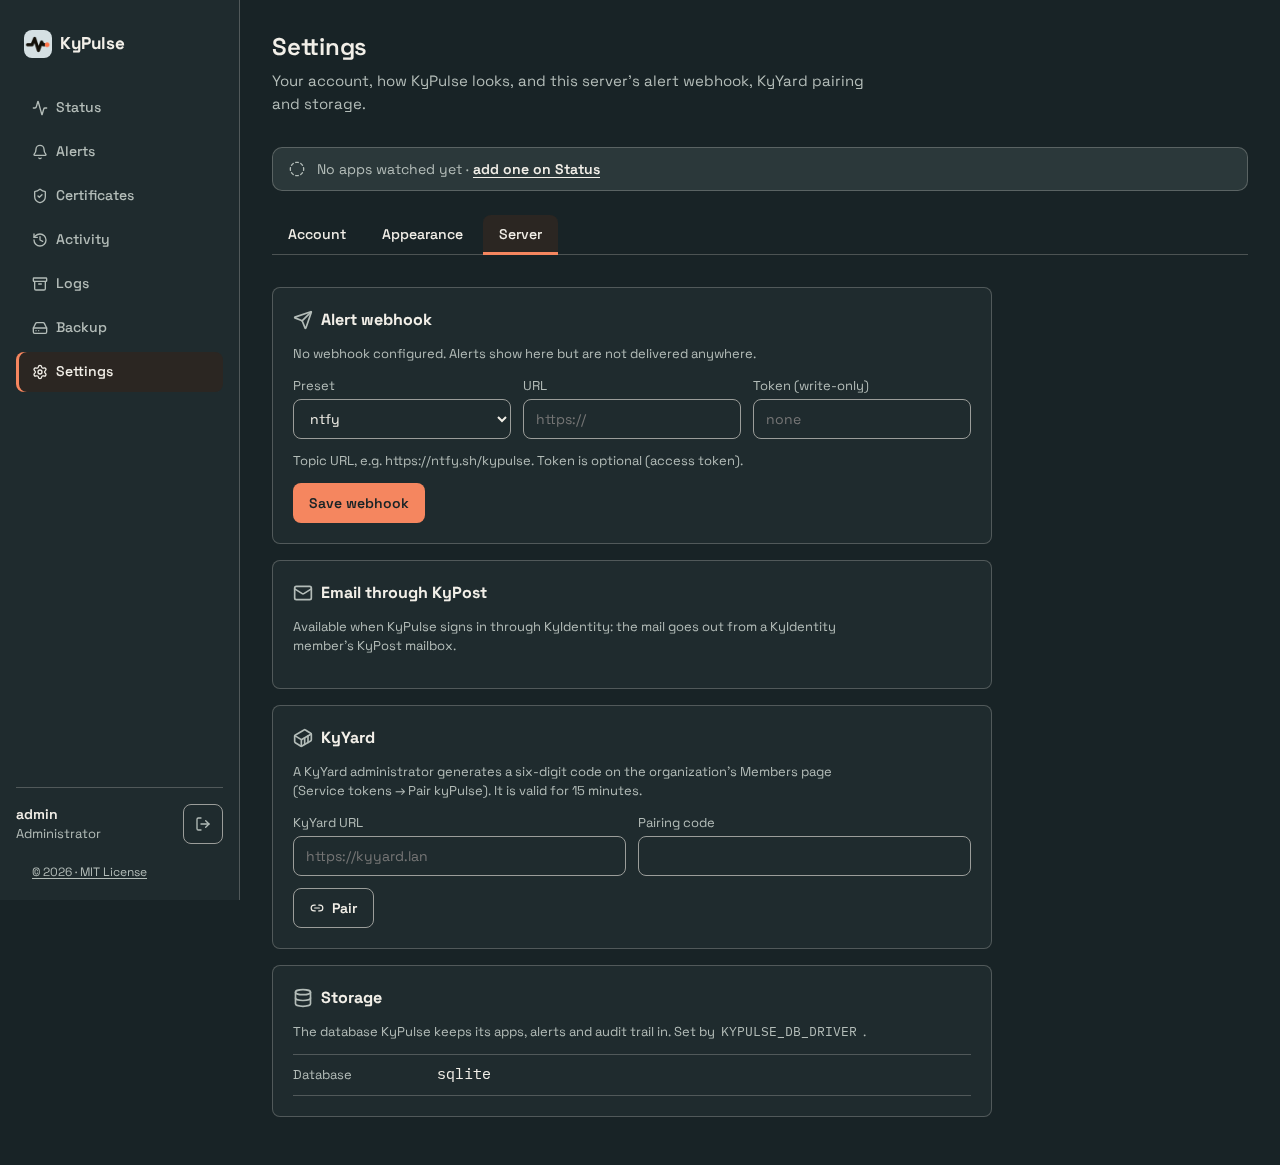 KyPulse
Status
Alerts
Certificates
Activity
Logs
Backup
Settings
admin
Administrator
© 2026 · MIT License
Settings
Your account, how KyPulse looks, and this server's alert webhook, KyYard pairing
and storage.
No apps watched yet · add one on Status
Account Appearance Server
Alert webhook
No webhook configured. Alerts show here but are not delivered anywhere.
Preset URL Token (write-only)
ntfy https:// none
Topic URL, e.g. https://ntfy.sh/kypulse. Token is optional (access token).
Save webhook
Email through KyPost
Available when KyPulse signs in through KyIdentity: the mail goes out from a KyIdentity
member's KyPost mailbox.
KyYard
A KyYard administrator generates a six-digit code on the organization's Members page
(Service tokens → Pair kyPulse). It is valid for 15 minutes.
KyYard URL Pairing code
https://kyyard.lan
Pair
Storage
The database KyPulse keeps its apps, alerts and audit trail in. Set by KYPULSE_DB_DRIVER .
Database sqlite